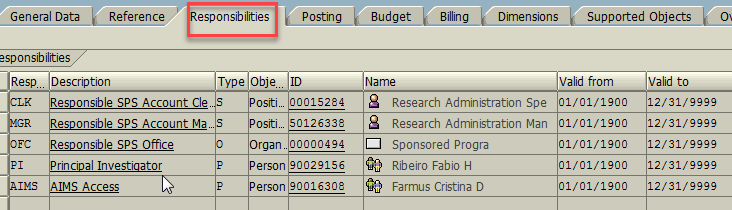 General Data Reference Responsibilities Posting Budget Billing Dimensions Supported Objects Ov
esponsibilities
Resp... Description Type Obje... ID Name Valid from Valid to
CLK Responsible SPS Account Cle... S Positi... 00015284 Research Administration Spe 01/01/1900 12/31/9999
MGR Responsible SPS Account Ma... S Positi... 50126338 Research Administration Man 01/01/1900 12/31/9999
OFC Responsible SPS Office O Organ... 00000494 Sponsored Progra 01/01/1900 12/31/9999
PI Principal Investigator P Person 90029156 Ribeiro Fabio H 01/01/1900 12/31/9999
AIMS AIMS Access P Person 90016308 Farmus Cristina D 01/01/1900 12/31/9999